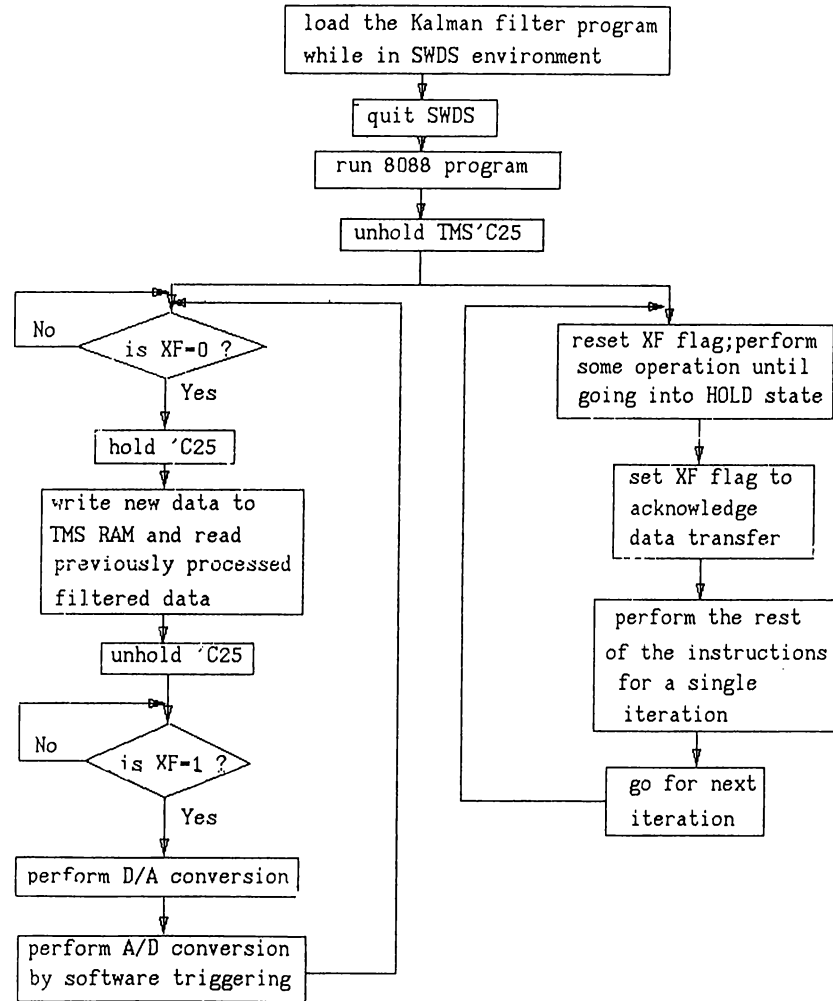 load the Kalman filter program
while in SWDS environment
quit SWDS
run 8088 program
unhold TMS'C25
No
is XF=0 ?
Yes
hold 'C25
write new data to
TMS RAM and read
previously processed
filtered data
unhold 'C25
No
is XF=1 ?
Yes
perform D/A conversion
perform A/D conversion
by software triggering
reset XF flag;perform
some operation until
going into HOLD state
set XF flag to
acknowledge
data transfer
perform the rest
of the instructions
for a single
iteration
go for next
iteration